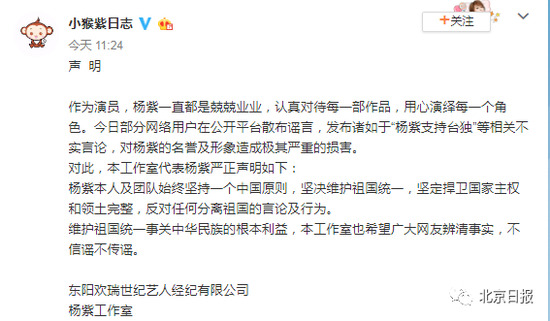 小猴紫日志
+关注
今天 11:24
声 明
作为演员，杨紫一直都是兢兢业业，认真对待每一部作品，用心演绎每一个角
色。今日部分网络用户在公开平台散布谣言，发布诸如于“杨紫支持台独”等相关不
实言论，对杨紫的名誉及形象造成极其严重的损害。
对此，本工作室代表杨紫严正声明如下：
杨紫本人及团队始终坚持一个中国原则，坚决维护祖国统一，坚定捍卫国家主权
和领土完整，反对任何分离祖国的言论及行为。
维护祖国统一事关中华民族的根本利益，本工作室也希望广大网友辨清事实，不
信谣不传谣。
东阳欢瑞世纪艺人经纪有限公司
杨紫工作室
北京日报